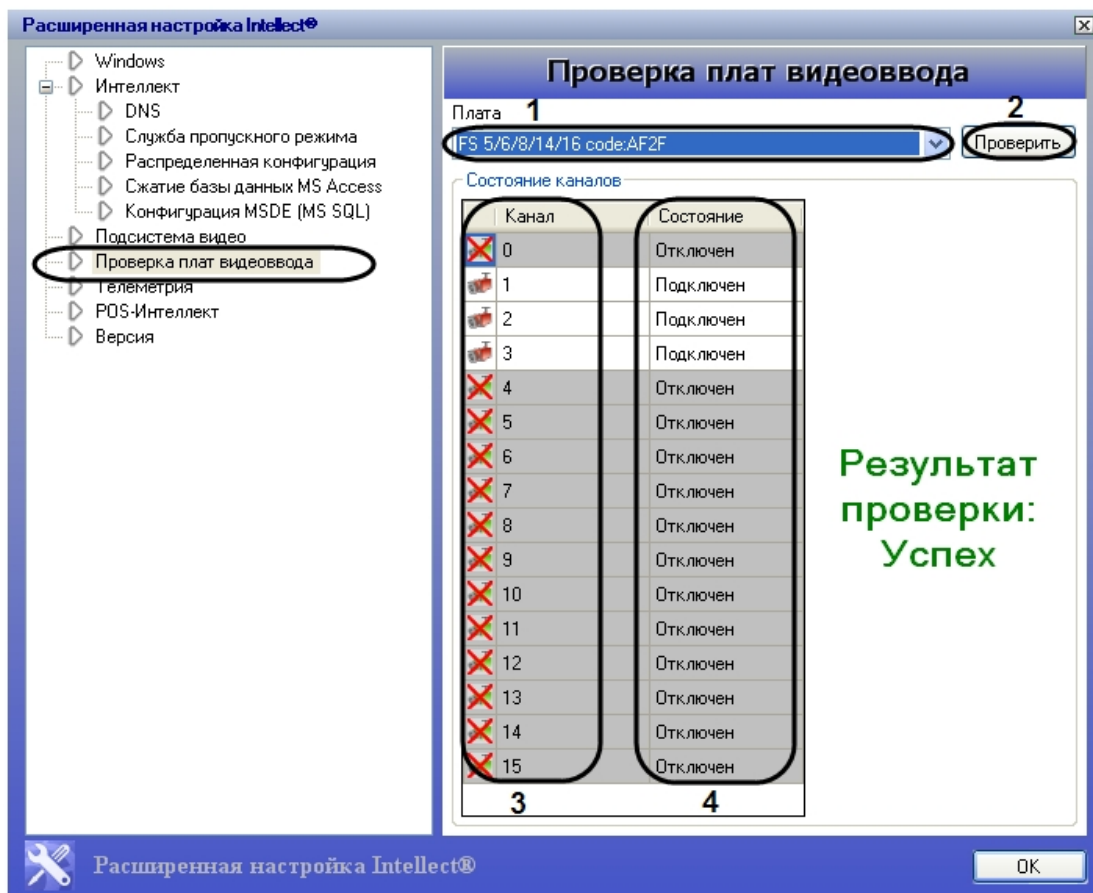 Расширенная настройка Intellect®
Windows
Интеллект
DNS
Служба пропускного режима
Распределенная конфигурация
Сжатие базы данных MS Access
Конфигурация MSDE (MS SQL)
Подсистема видео
Проверка плат видеоввода
Телеметрия
POS-Интеллект
Версия
Проверка плат видеоввода
Плата 1 2
FS 5/6/8/14/16 code:AF2F Проверить
Состояние каналов
Канал Состояние
0 Отключен
1 Подключен
2 Подключен
3 Подключен
4 Отключен
5 Отключен
6 Отключен
7 Отключен
8 Отключен
9 Отключен
10 Отключен
11 Отключен
12 Отключен
13 Отключен
14 Отключен
15 Отключен
3 4
Результат
проверки:
Успех
Расширенная настройка Intellect®
OK